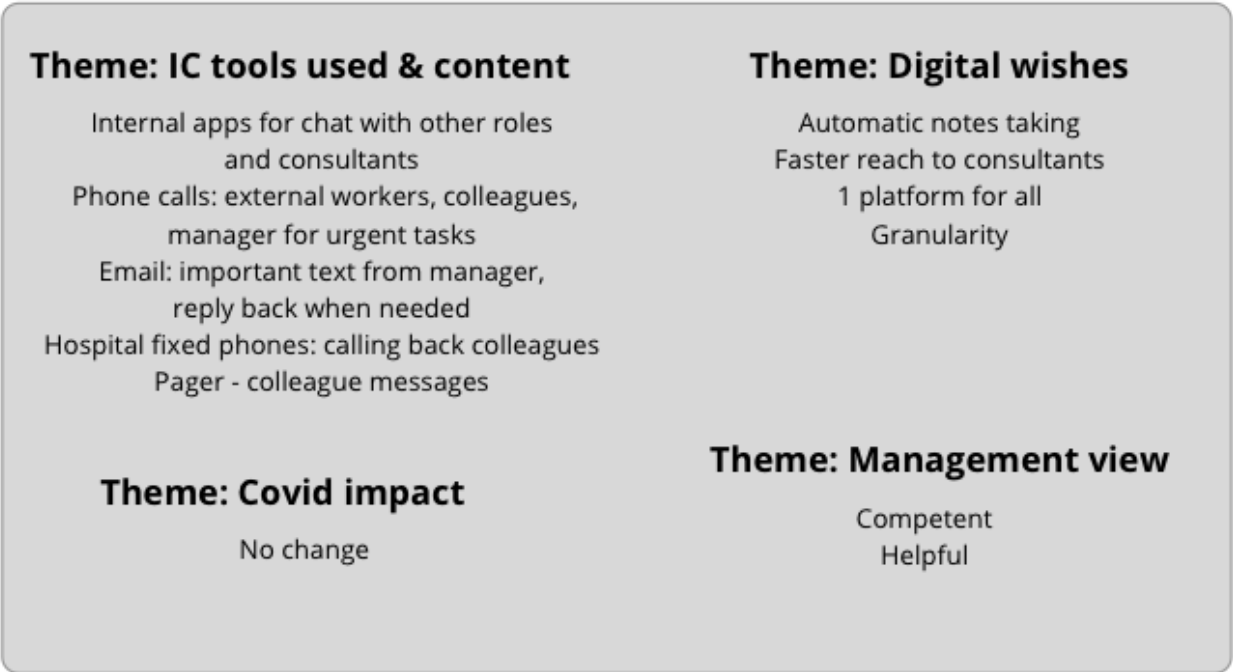 Theme: IC tools used & content
Internal apps for chat with other roles
and consultants
Phone calls: external workers, colleagues,
manager for urgent tasks
Email: important text from manager,
reply back when needed
Hospital fixed phones: calling back colleagues
Pager - colleague messages
Theme: Covid impact
No change
Theme: Digital wishes
Automatic notes taking
Faster reach to consultants
1 platform for all
Granularity
Theme: Management view
Competent
Helpful